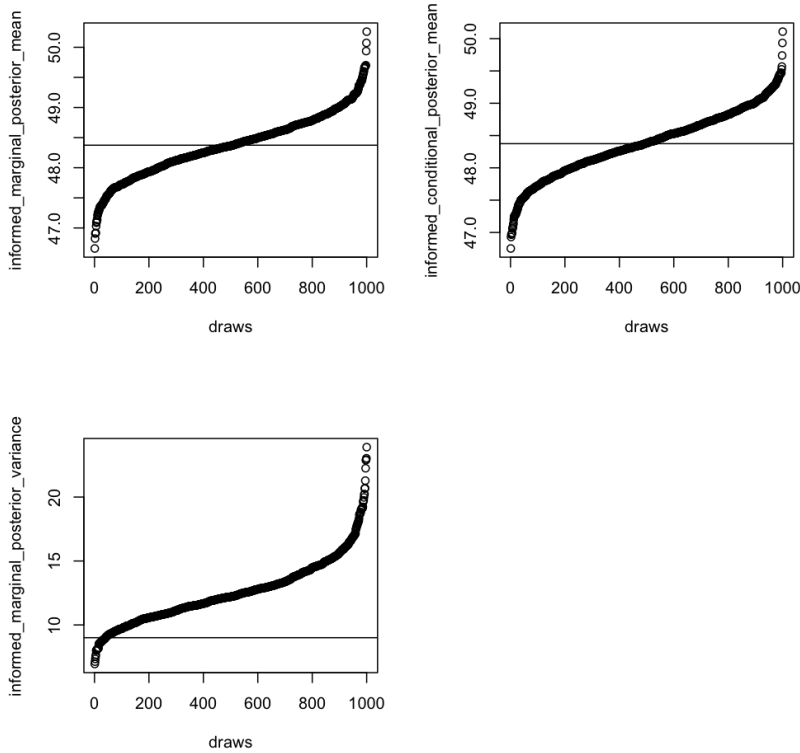 informed_marginal_posterior_mean
50.0
49.0
48.0
47.0
0 200 400 600 800 1000
draws
informed_conditional_posterior_mean
50.0
49.0
48.0
47.0
0 200 400 600 800 1000
draws
informed_marginal_posterior_variance
20
15
10
0 200 400 600 800 1000
draws